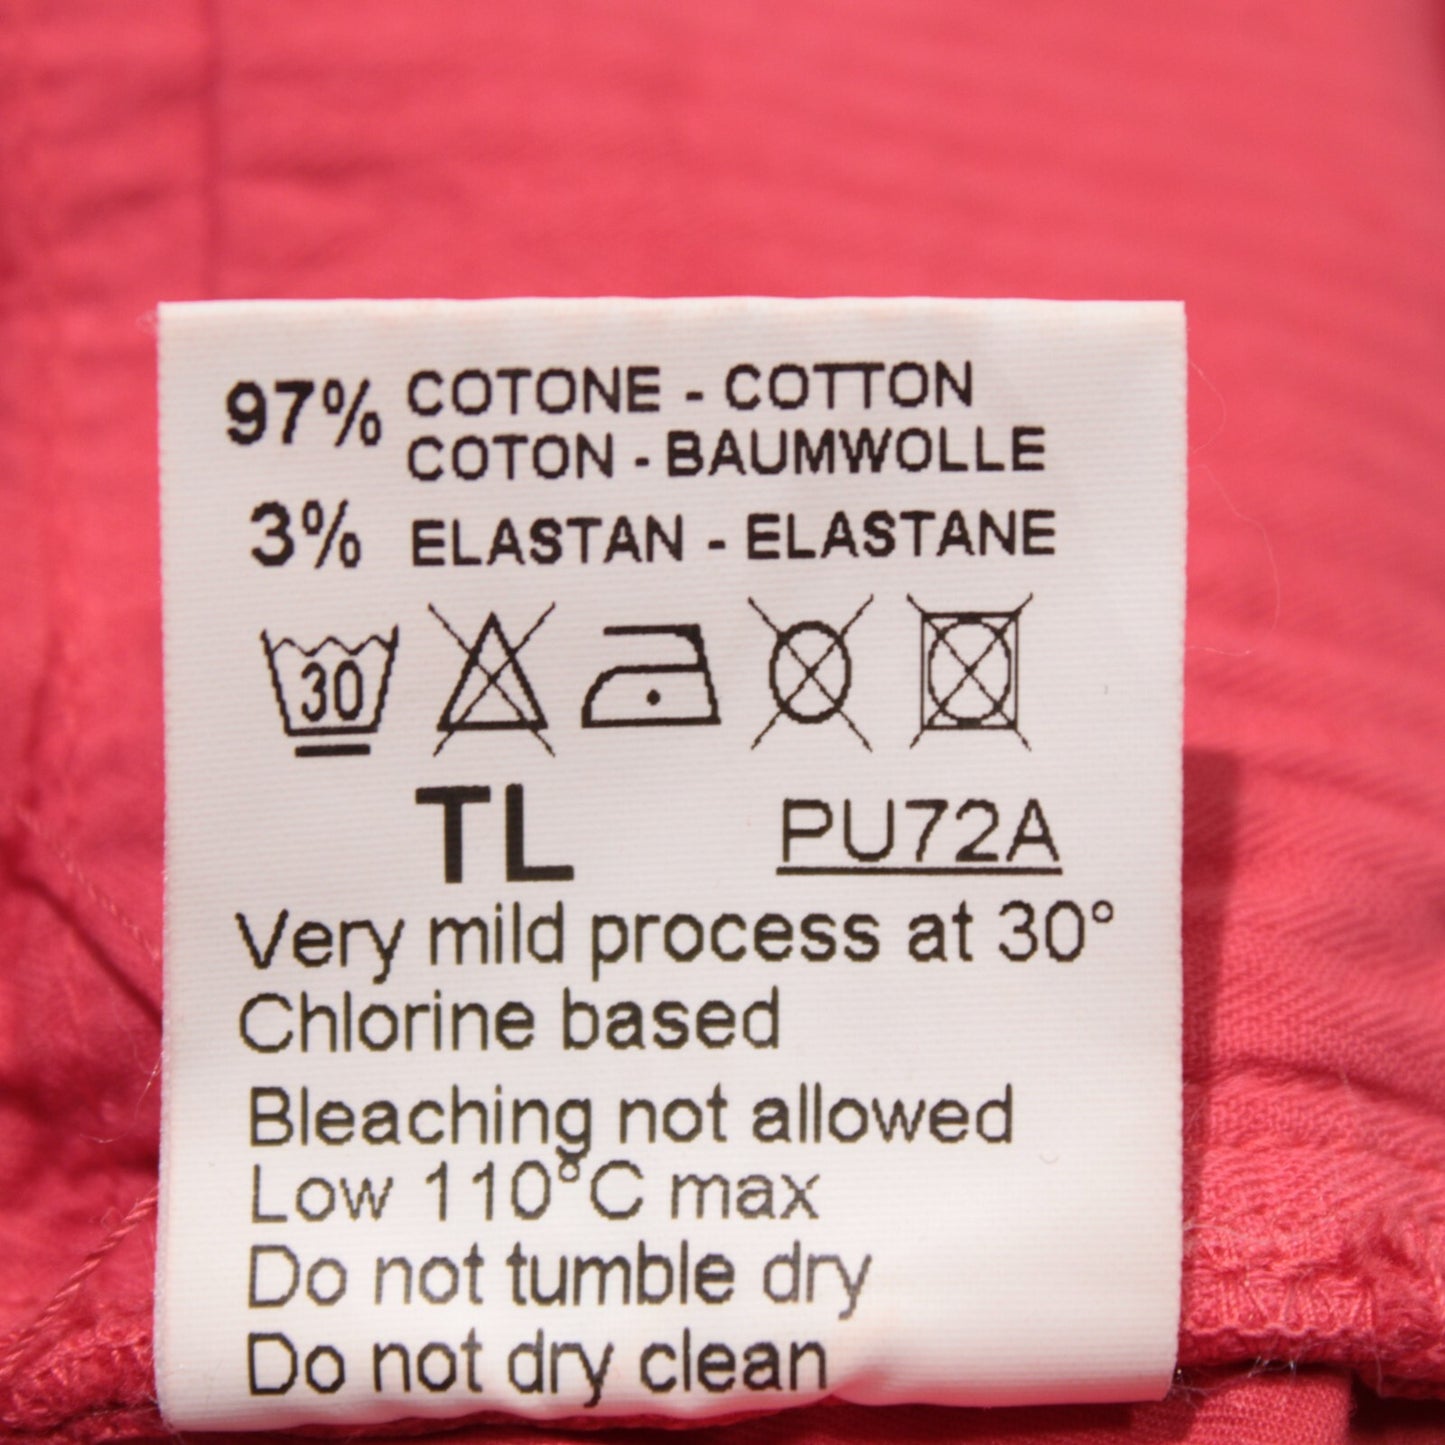 97% COTONE - COTTON
COTON - BAUMWOLLE
3% ELASTAN - ELASTANE
30
TL PU72A
Very mild process at 30°
Chlorine based
Bleaching not allowed
Low 110°C max
Do not tumble dry
Do not dry clean